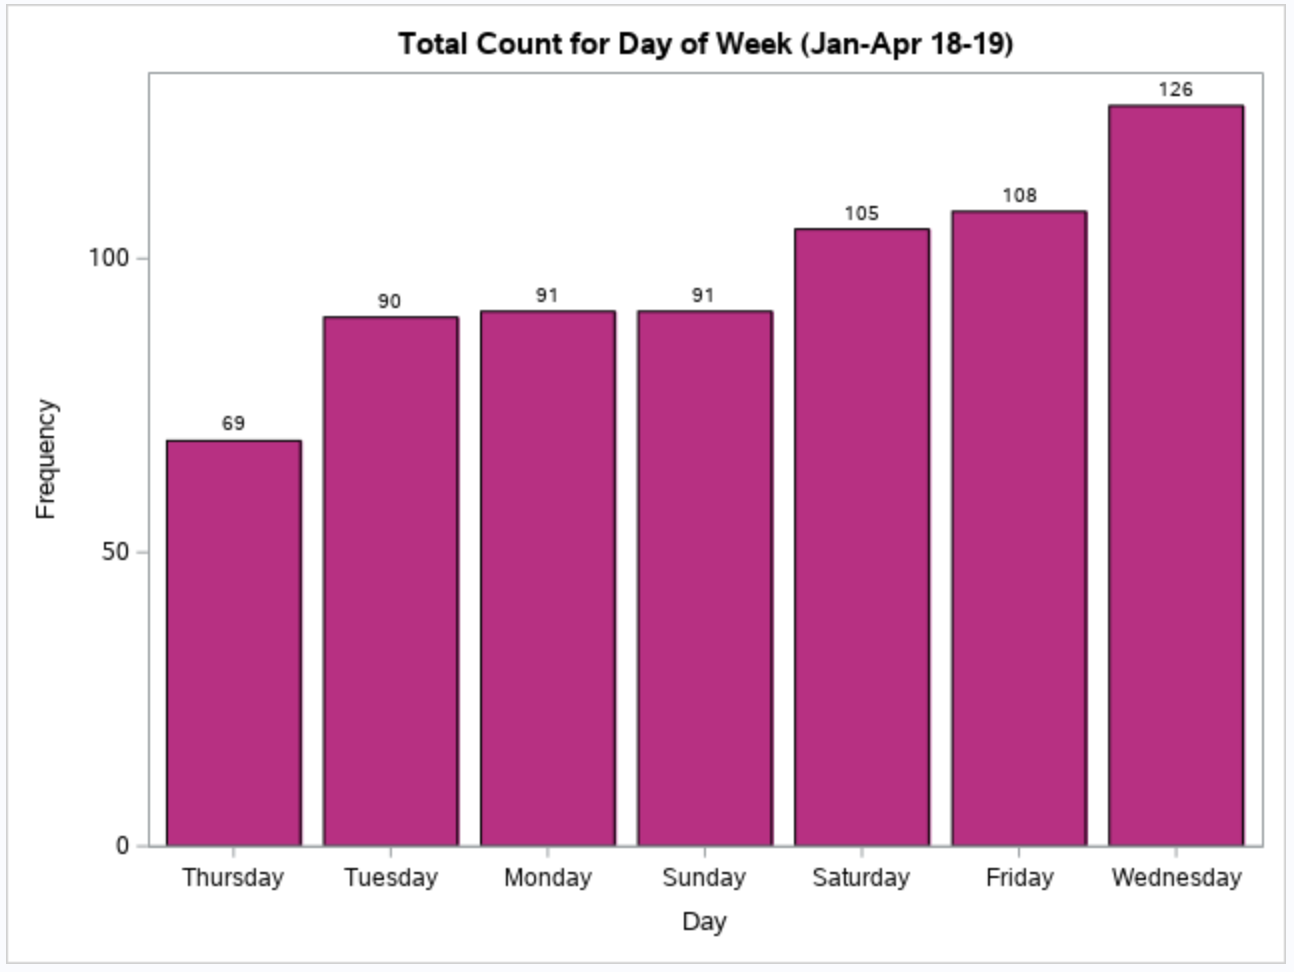 Total Count for Day of Week (Jan-Apr 18-19)
126
108
105
100
91
91
90
69
Frequency
50
0
Thursday Tuesday Monday Sunday Saturday Friday Wednesday
Day